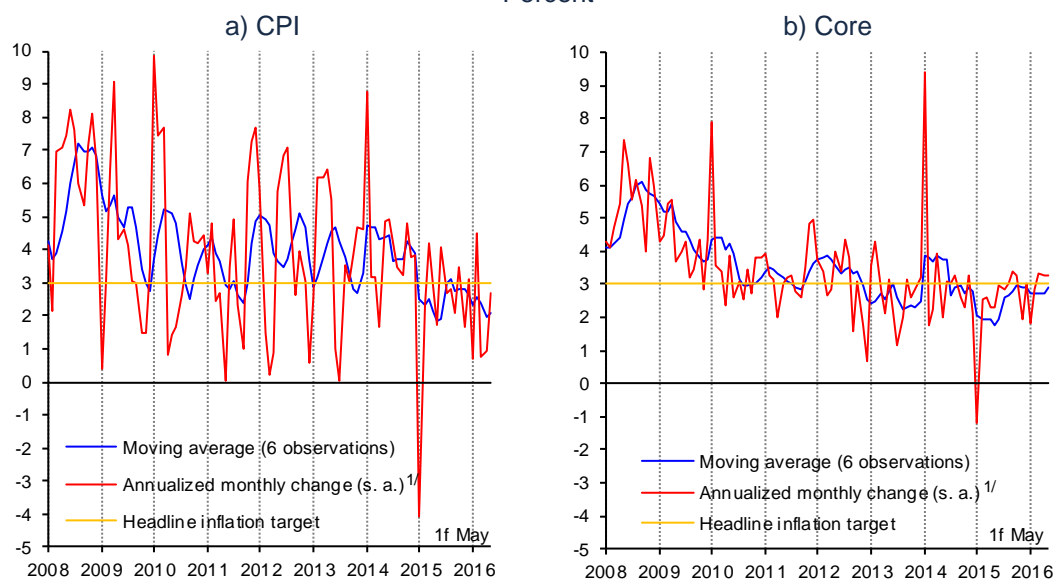 Percent
a) CPI
10
9
8
7
6
5
4
3
2
1
0
-1
-2
-3
-4
-5
Moving average (6 observations)
Annualized monthly change (s. a.) 1/
Headline inflation target
1f May
2008 2009 2010 2011 2012 2013 2014 2015 2016
b) Core
10
9
8
7
6
5
4
3
2
1
0
-1
-2
-3
-4
-5
Moving average (6 observations)
Annualized monthly change (s. a.) 1/
Headline inflation target
1f May
2008 2009 2010 2011 2012 2013 2014 2015 2016